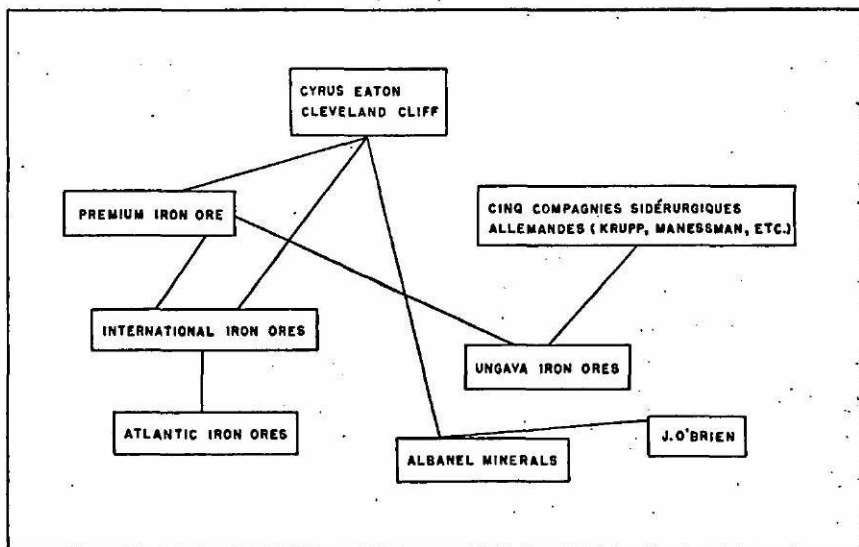 CYRUS EATON
CLEVELAND CLIFF
PREMIUM IRON ORE
CINQ COMPAGNIES SIDÉRURGIQUES
ALLEMANDES (KRUPP, MANESSMAN, ETC.)
INTERNATIONAL IRON ORES
UNGAVA IRON ORES
ATLANTIC IRON ORES
ALBANEL MINERALS
J. O'BRIEN